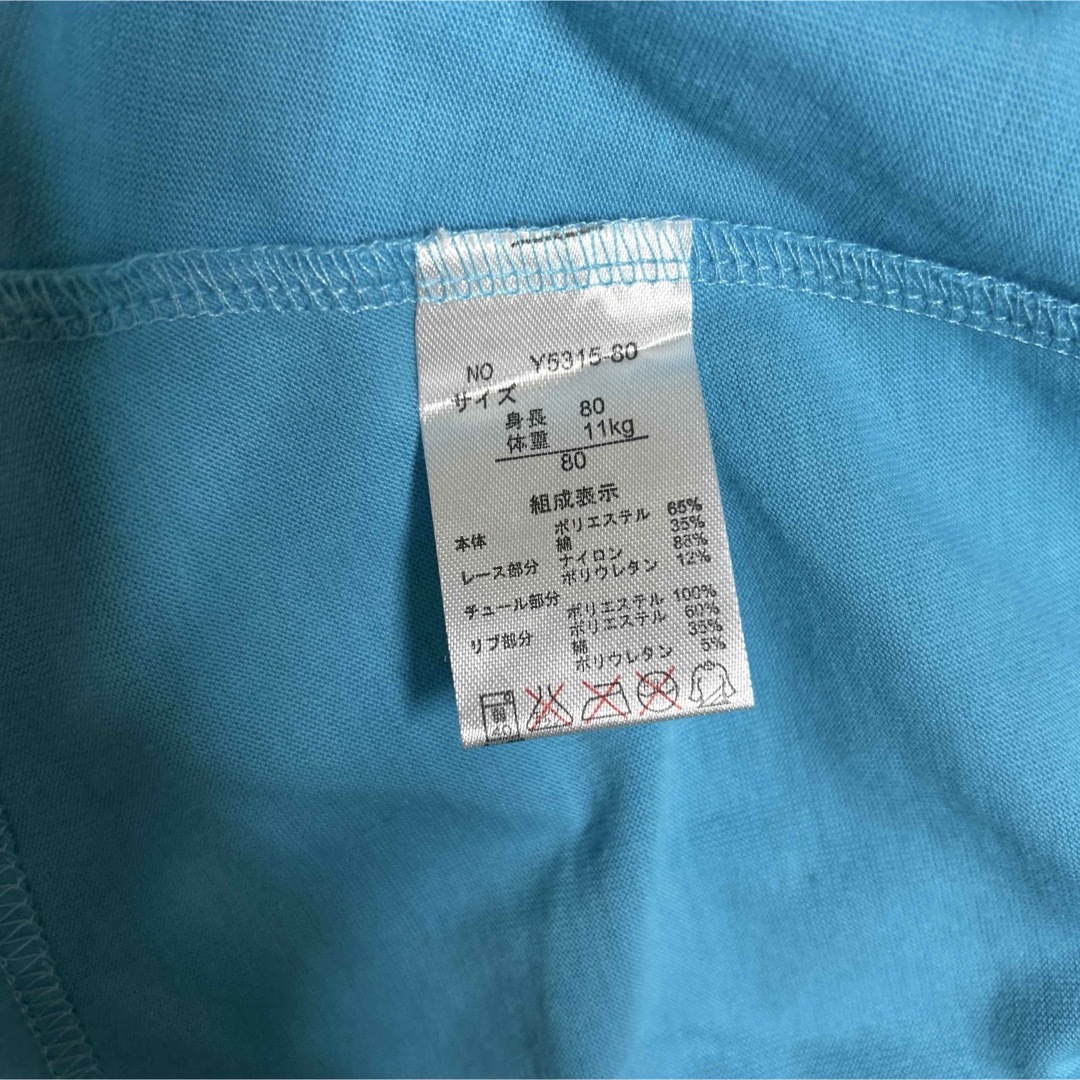 NO Y5315-80
サイズ
身長 80
体重 11kg
80
組成表示
本体 ポリエステル 65%
綿 35%
レース部分 ナイロン 88%
ポリウレタン 12%
チュール部分 ポリエステル 100%
リブ部分 ポリエステル 60%
綿 35%
ポリウレタン 5%
弱
40